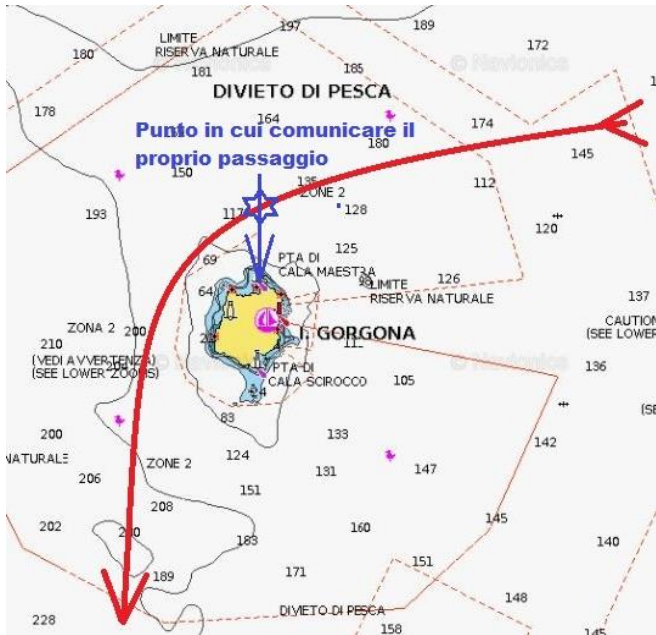 197
189
180
LIMITE
RISERVA NATURALE
172
© Navionics
181
185
DIVIETO DI PESCA
178
164
174
Punto in cui comunicare il
proprio passaggio
180
145
150
135
112
ZONE 2
193
117
128
120
69
125
PTA DI
CALA MAESTRA
126
98
64
LIMITE
RISERVA NATURALE
137
ZONA 2
200
I. GORGONA
CAUTION
(SEE LOWER
210
111
(VEDI AVVERTENZA)
(SEE LOWER ZOOMS)
204
136
PTA DI
CALA SCIROCCO
105
83
133
142
200
NATURALE
124
ZONE 2
131
147
206
151
208
145
202
160
183
140
151
189
171
148
228
DIVIETO DI PESCA
158
145